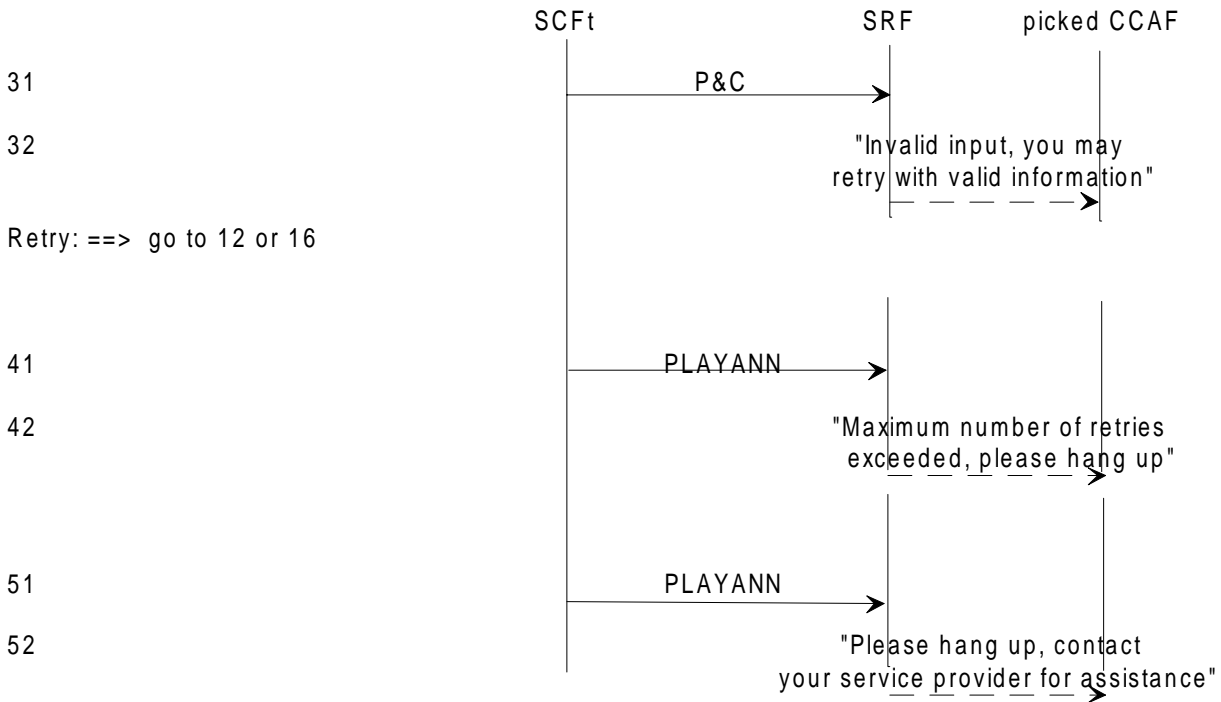 SCFt SRF picked CCAF
31 P&C
32 "Invalid input, you may
retry with valid information"
Retry: ==> go to 12 or 16
41 PLAYANN
42 "Maximum number of retries
exceeded, please hang up"
51 PLAYANN
52 "Please hang up, contact
your service provider for assistance"